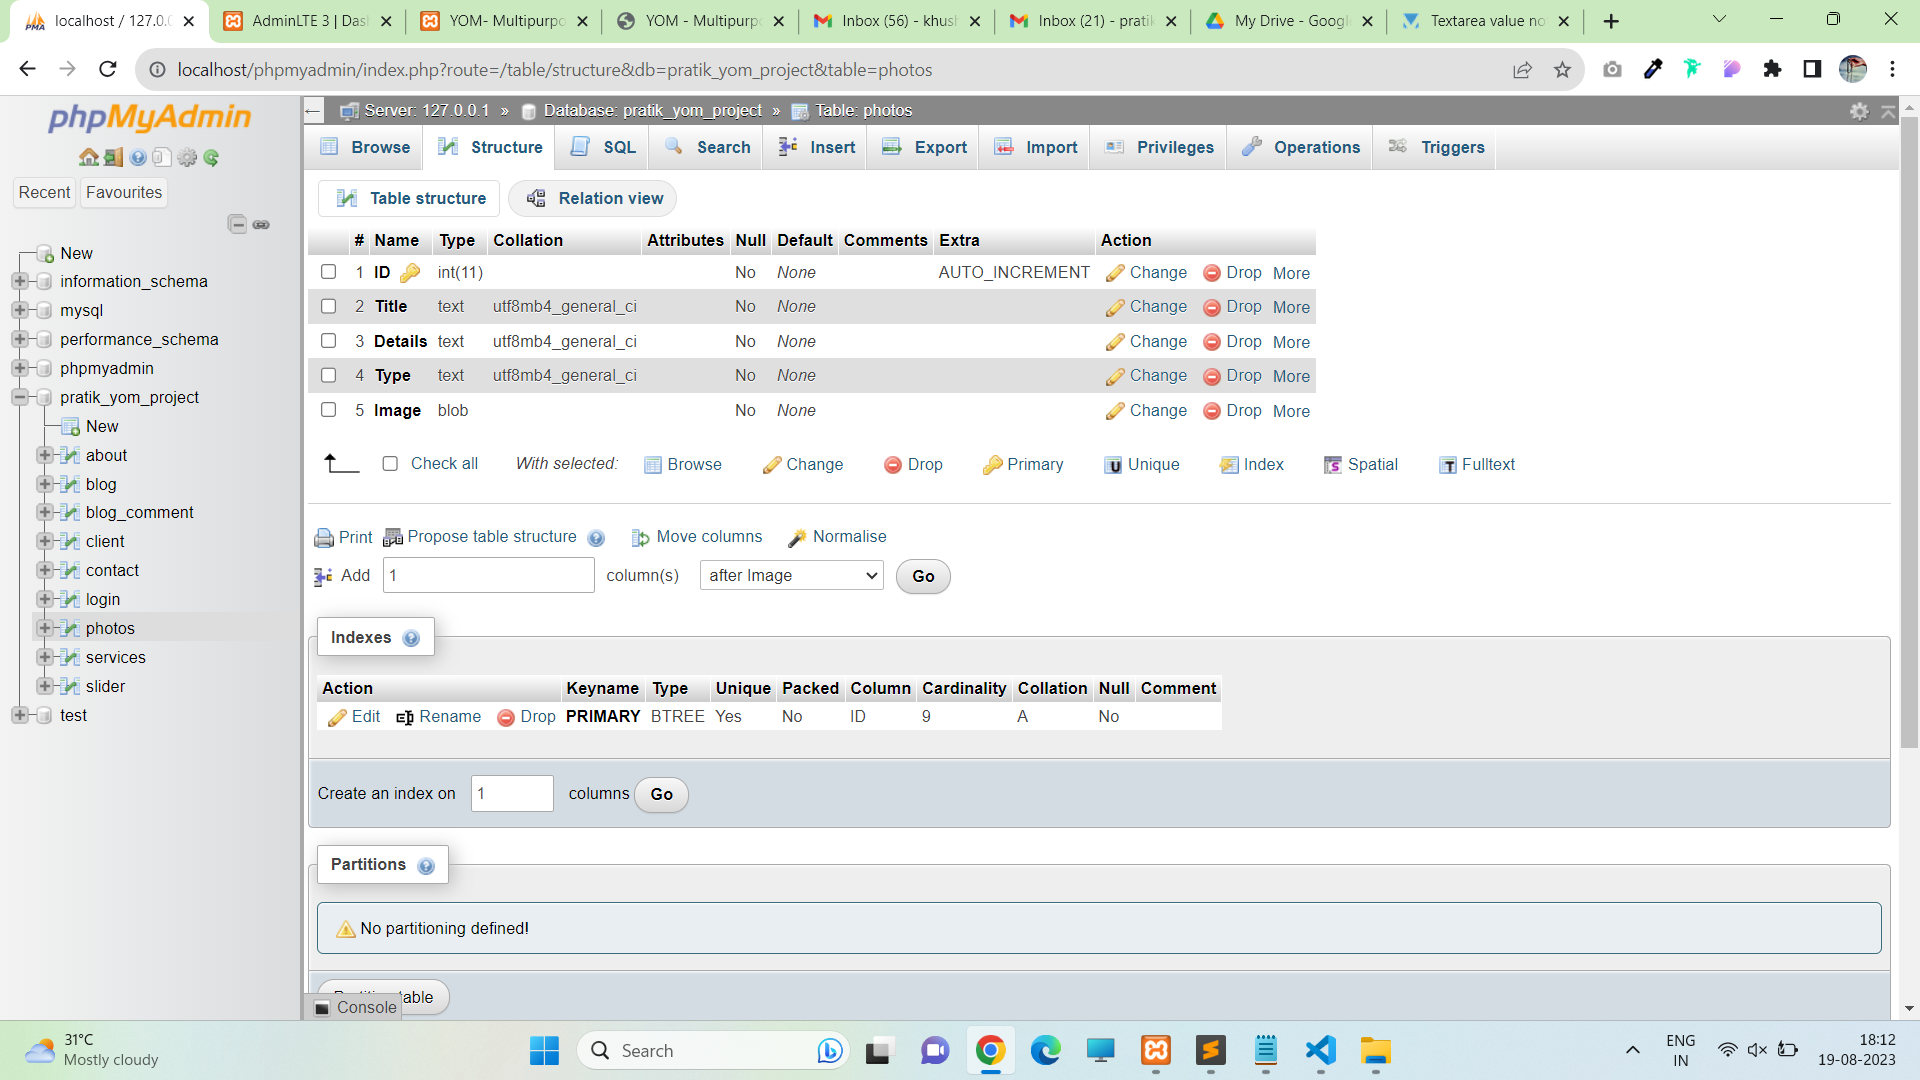 localhost / 127.0.0
AdminLTE 3 | Das
YOM- Multipurpo
YOM - Multipurp
Inbox (56) - khush
Inbox (21) - pratik
My Drive - Google
Textarea value no
localhost/phpmyadmin/index.php?route=/table/structure&db=pratik_yom_project&table=photos
phpMyAdmin
Recent
Favourites
New
information_schema
mysql
performance_schema
phpmyadmin
pratik_yom_project
New
about
blog
blog_comment
client
contact
login
photos
services
slider
test
Server: 127.0.0.1 » Database: pratik_yom_project » Table: photos
Browse Structure SQL Search Insert Export Import Privileges Operations Triggers
Table structure Relation view
# Name Type Collation Attributes Null Default Comments Extra Action
1 ID int(11) No None AUTO_INCREMENT Change Drop More
2 Title text utf8mb4_general_ci No None Change Drop More
3 Details text utf8mb4_general_ci No None Change Drop More
4 Type text utf8mb4_general_ci No None Change Drop More
5 Image blob No None Change Drop More
Check all With selected: Browse Change Drop Primary Unique Index Spatial Fulltext
Print Propose table structure Move columns Normalise
Add 1 column(s) after Image Go
Indexes
Action Keyname Type Unique Packed Column Cardinality Collation Null Comment
Edit Rename Drop PRIMARY BTREE Yes No ID 9 A No
Create an index on 1 columns Go
Partitions
No partitioning defined!
table
Console
31°C
Mostly cloudy
Search
ENG
IN
18:12
19-08-2023